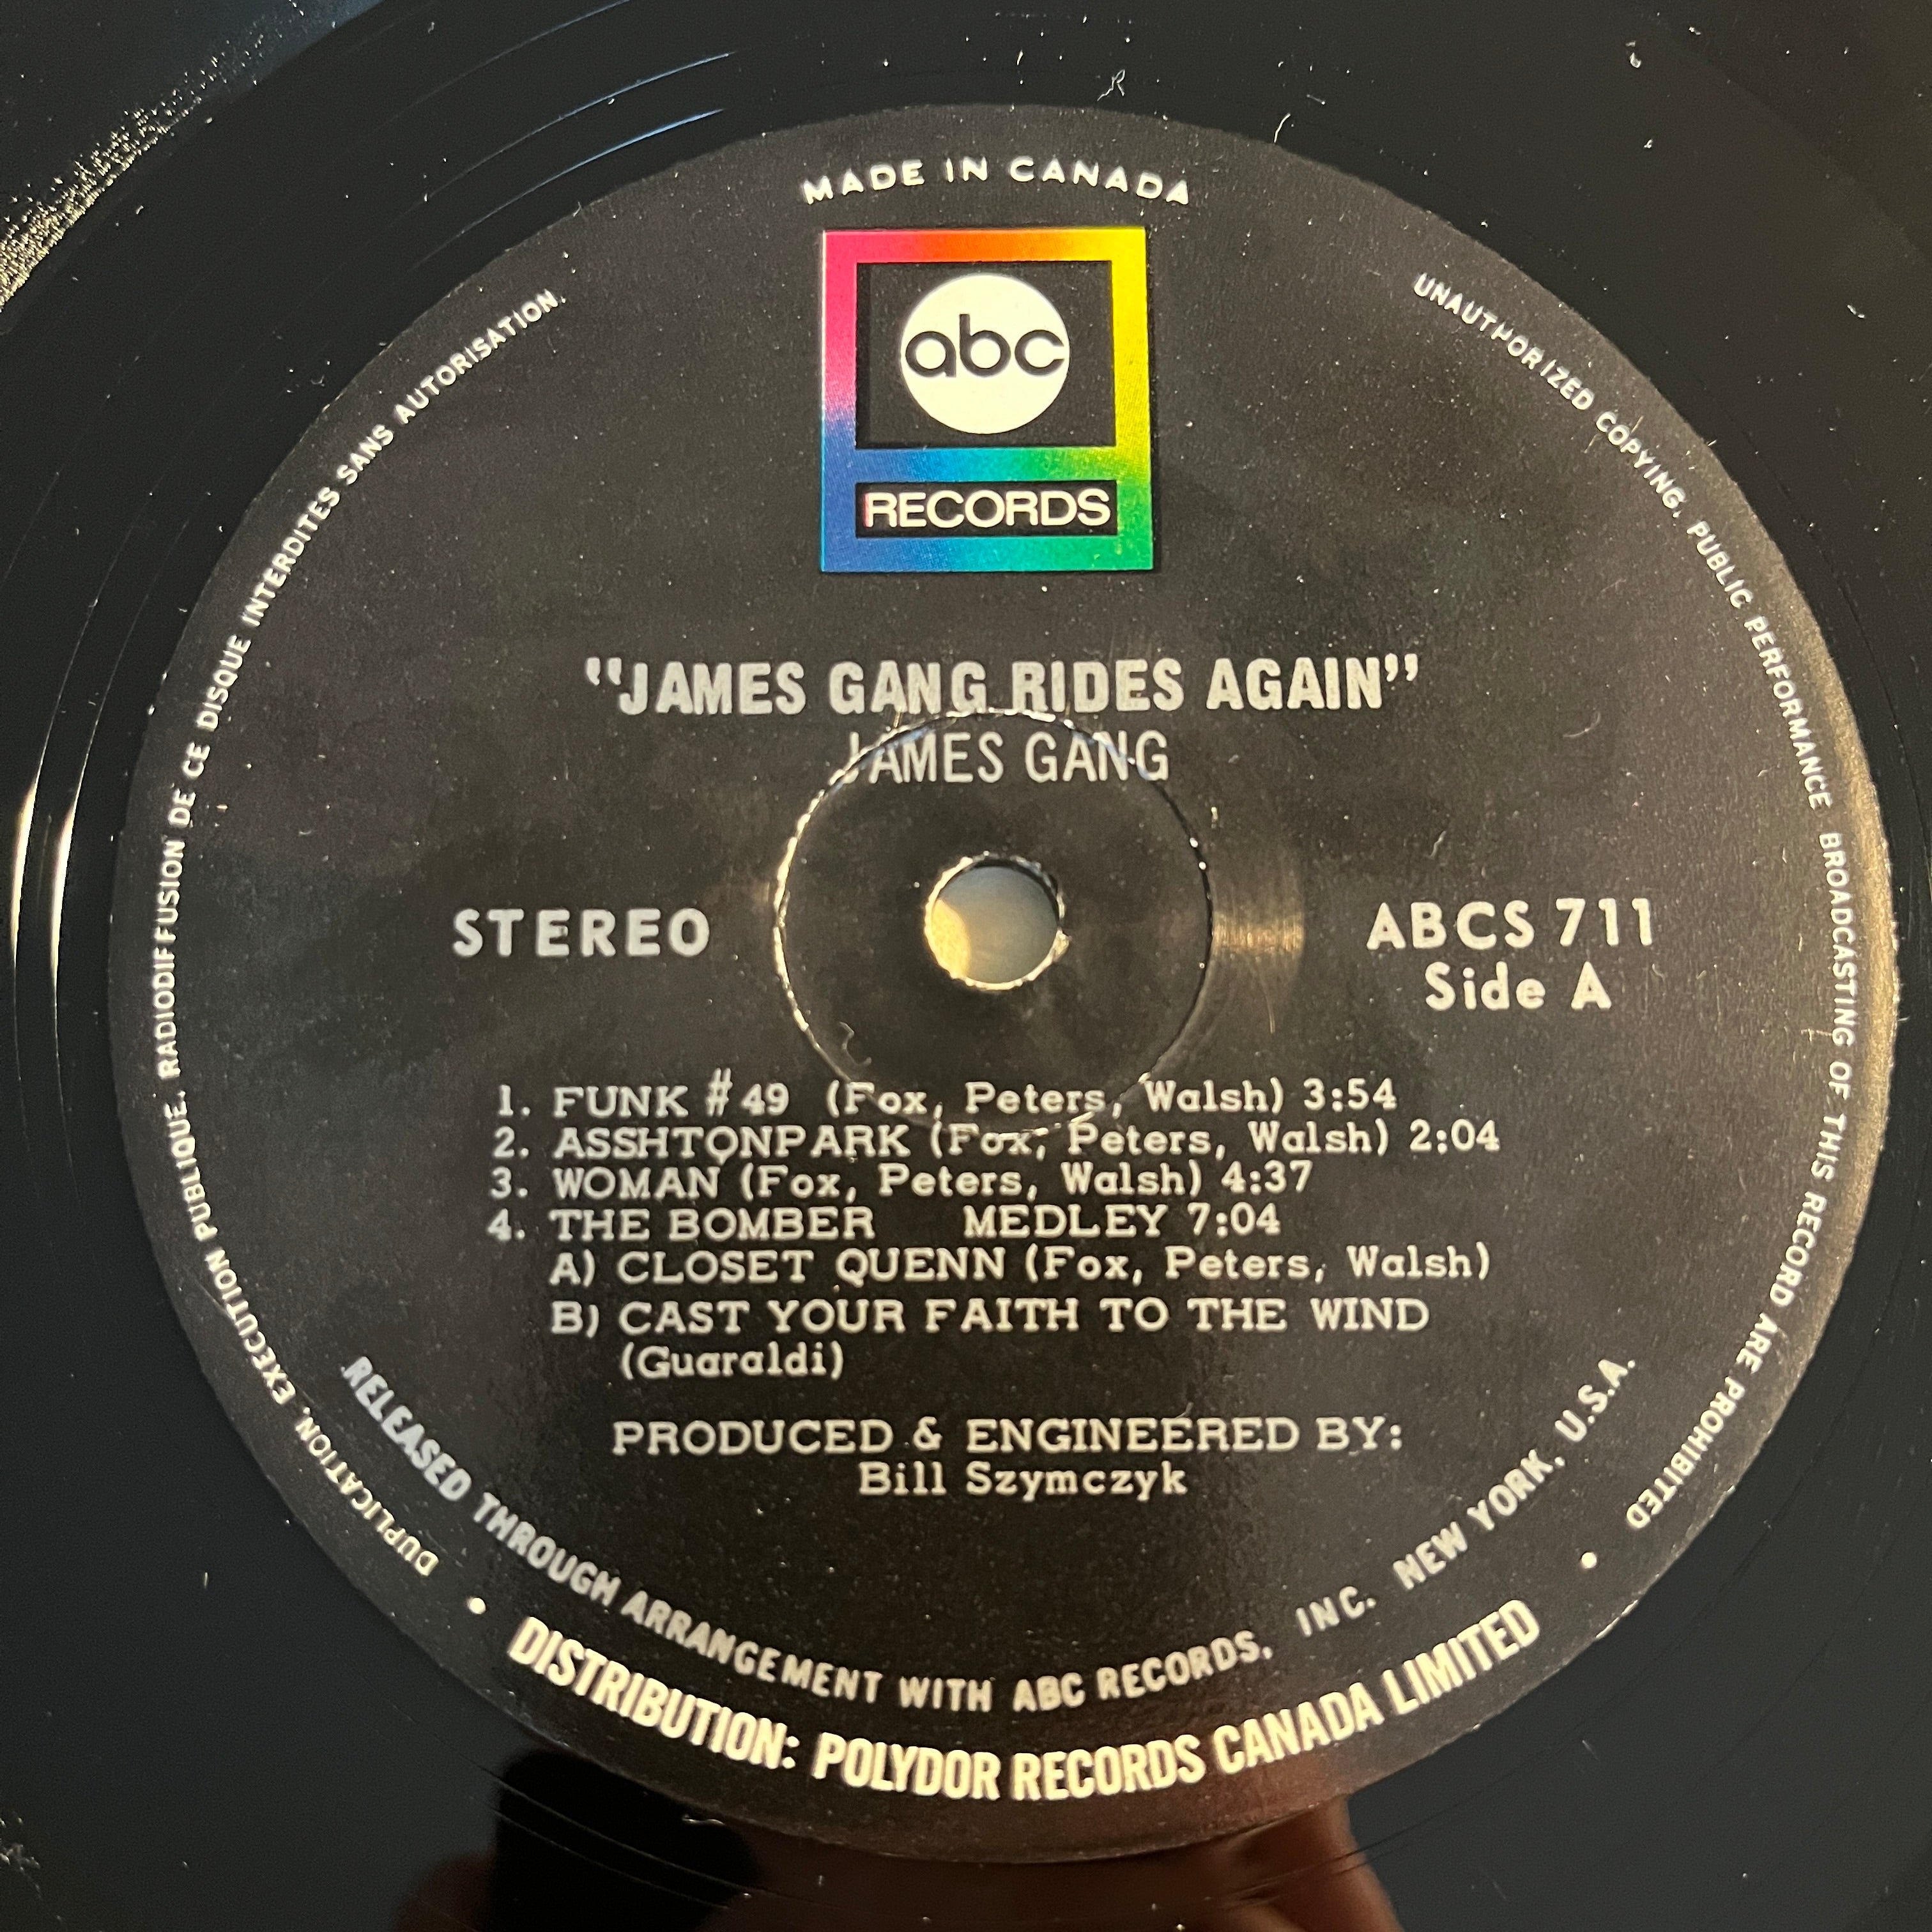 MADE IN CANADA
abc
RECORDS
"JAMES GANG RIDES AGAIN"
JAMES GANG
STEREO
ABCS 711
Side A
1. FUNK #49 (Fox, Peters, Walsh) 3:54
2. ASSHTONPARK (Fox, Peters, Walsh) 2:04
3. WOMAN (Fox, Peters, Walsh) 4:37
4. THE BOMBER MEDLEY 7:04
A) CLOSET QUENN (Fox, Peters, Walsh)
B) CAST YOUR FAITH TO THE WIND
(Guaraldi)
PRODUCED & ENGINEERED BY:
Bill Szymczyk
RELEASED THROUGH ARRANGEMENT WITH ABC RECORDS, INC. NEW YORK, U.S.A.
• DISTRIBUTION: POLYDOR RECORDS CANADA LIMITED •
DUPLICATION, EXECUTION PUBLIQUE, RADIODIFFUSION DE CE DISQUE INTERDITES SANS AUTORISATION.
UNAUTHORIZED COPYING, PUBLIC PERFORMANCE BROADCASTING OF THIS RECORD ARE PROHIBITED